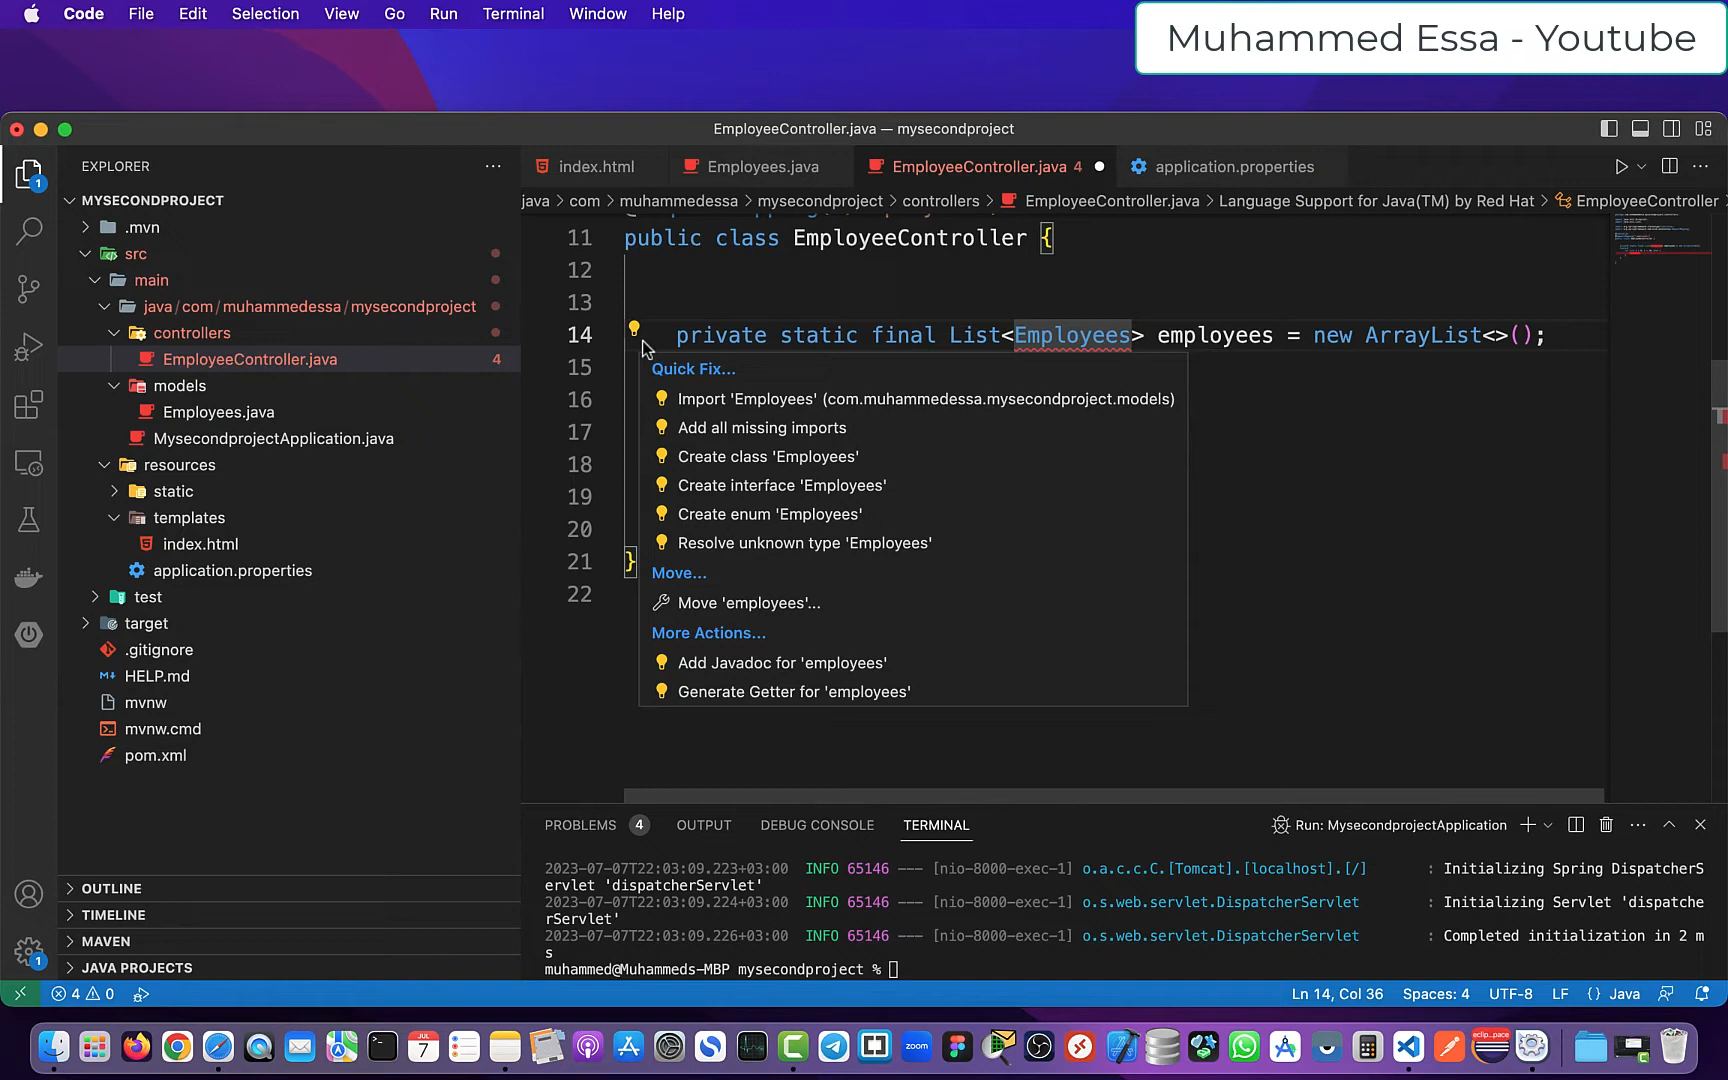 Code File Edit Selection View Go Run Terminal Window Help
Muhammed Essa - Youtube
EmployeeController.java — mysecondproject
EXPLORER
index.html
Employees.java
EmployeeController.java 4
application.properties
java > com > muhammedessa > mysecondproject > controllers > EmployeeController.java > Language Support for Java(TM) by Red Hat > EmployeeController
MYSECONDPROJECT
.mvn
src
main
java/com/muhammedessa/mysecondproject
controllers
EmployeeController.java 4
models
Employees.java
MysecondprojectApplication.java
resources
static
templates
index.html
application.properties
test
target
.gitignore
HELP.md
mvnw
mvnw.cmd
pom.xml
OUTLINE
TIMELINE
MAVEN
JAVA PROJECTS
11 public class EmployeeController {
12
13
14 private static final List<Employees> employees = new ArrayList<>();
15
16
17
18
19
20
21 }
22
Quick Fix...
Import 'Employees' (com.muhammedessa.mysecondproject.models)
Add all missing imports
Create class 'Employees'
Create interface 'Employees'
Create enum 'Employees'
Resolve unknown type 'Employees'
Move...
Move 'employees'...
More Actions...
Add Javadoc for 'employees'
Generate Getter for 'employees'
PROBLEMS 4 OUTPUT DEBUG CONSOLE TERMINAL
Run: MysecondprojectApplication
2023-07-07T22:03:09.223+03:00 INFO 65146 --- [nio-8000-exec-1] o.a.c.c.C.[Tomcat].[localhost].[/] : Initializing Spring DispatcherS
ervlet 'dispatcherServlet'
2023-07-07T22:03:09.224+03:00 INFO 65146 --- [nio-8000-exec-1] o.s.web.servlet.DispatcherServlet : Initializing Servlet 'dispatche
rServlet'
2023-07-07T22:03:09.226+03:00 INFO 65146 --- [nio-8000-exec-1] o.s.web.servlet.DispatcherServlet : Completed initialization in 2 m
s
muhammed@Muhammeds-MBP mysecondproject %
4 0
Ln 14, Col 36 Spaces: 4 UTF-8 LF {} Java
JUL
7
zoom